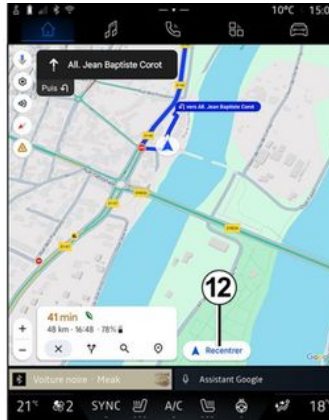 10°C 15:0
↑ All. Jean Baptiste Corot
Puis
vers All. Jean Baptiste Corot
12
41 min
48 km · 16:48 · 78%
Recentrer
Goo
Voiture noire · Meak
Assistant Google
21° 2 SYNC A/C 18°